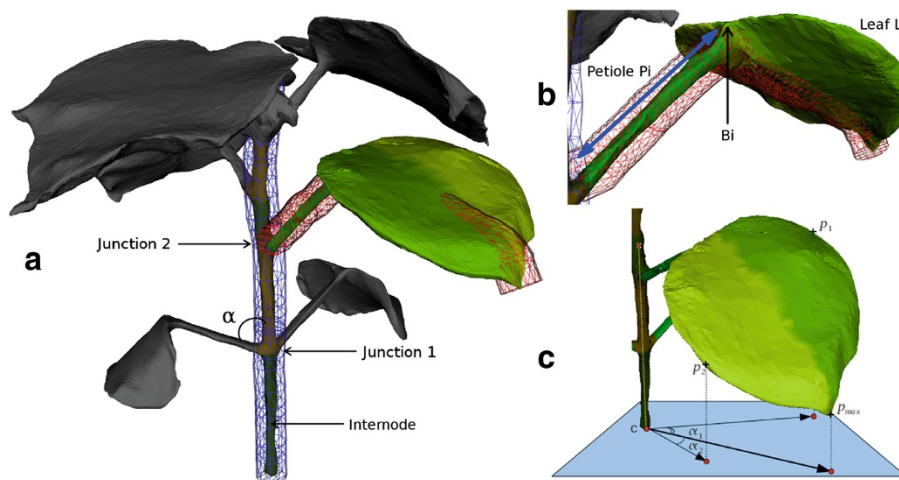 a
Junction 2
α
Junction 1
Internode
b
Leaf L
Petiole Pi
Bi
c
p₁
p₂
pₘₐₓ
c
α₁
α